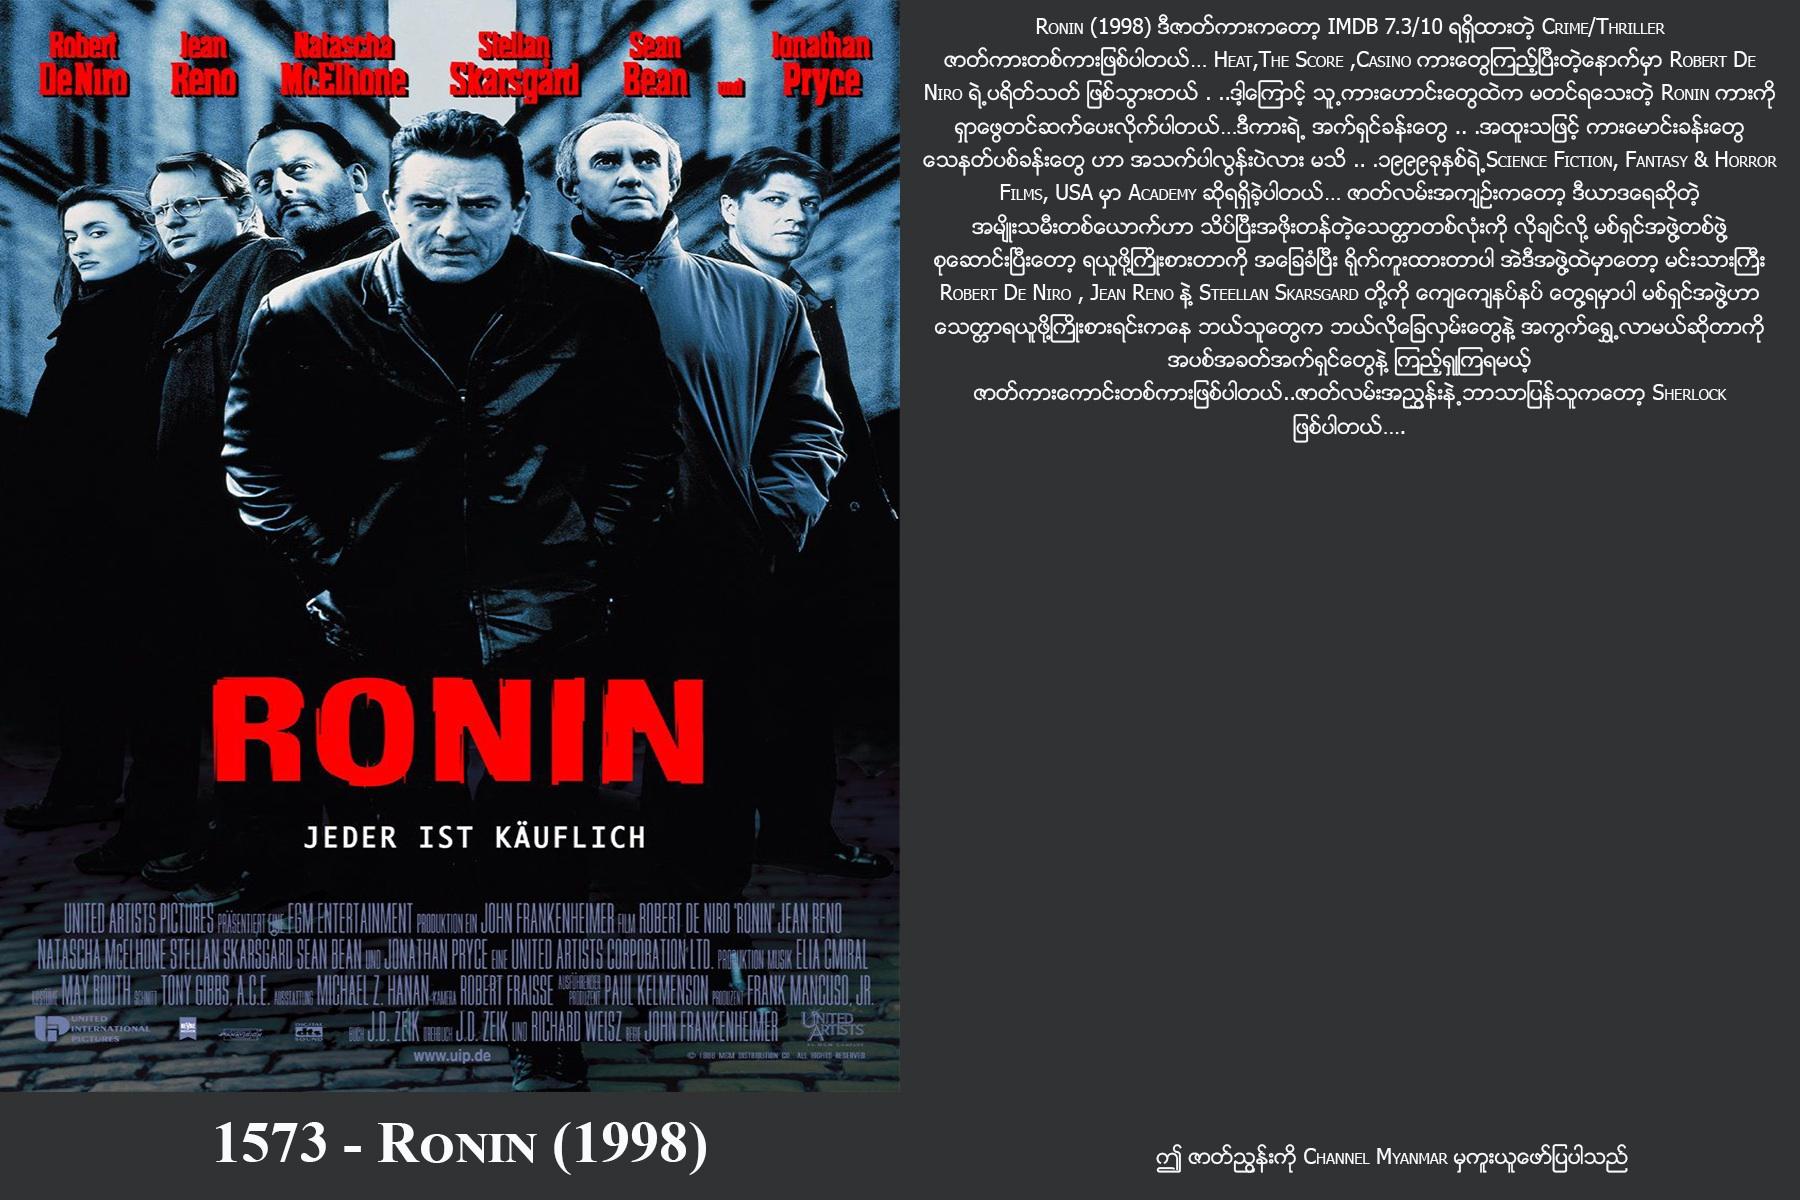 Robert De Niro
Jean Reno
Natascha McElhone
Stellan Skarsgård
Sean Bean
und
Jonathan Pryce
RONIN
JEDER IST KÄUFLICH
UNITED ARTISTS PICTURES PRÄSENTIERT EINE FGM ENTERTAINMENT PRODUKTION EIN JOHN FRANKENHEIMER FILM ROBERT DE NIRO 'RONIN' JEAN RENO
NATASCHA McELHONE STELLAN SKARSGÅRD SEAN BEAN UND JONATHAN PRYCE EINE UNITED ARTISTS CORPORATION LTD. PRODUKTION MUSIK ELIA CMIRAL
MAY ROUTH SCHNITT TONY GIBBS, A.C.E. AUSSTATTUNG MICHAEL Z. HANAN KAMERA ROBERT FRAISSE AUSFÜHRENDER PRODUZENT PAUL KELMENSON PRODUZENT FRANK MANCUSO, JR.
UNITED INTERNATIONAL PICTURES
DIGITAL dts SOUND
BUCH J.D. ZEIK DREHBUCH J.D. ZEIK UND RICHARD WEISZ REGIE JOHN FRANKENHEIMER
UNITED ARTISTS
www.uip.de
© 1998 MGM DISTRIBUTION CO. ALL RIGHTS RESERVED
1573 - Ronin (1998)
Ronin (1998) ဒီဇာတ်ကားကတော့ IMDB 7.3/10 ရရှိထားတဲ့ Crime/Thriller
ဇာတ်ကားတစ်ကားဖြစ်ပါတယ်... Heat,The Score ,Casino ကားတွေကြည့်ပြီးတဲ့နောက်မှာ Robert De
Niro ရဲ့ပရိတ်သတ် ဖြစ်သွားတယ် . ..ဒါ့ကြောင့် သူ့ကားဟောင်းတွေထဲက မတင်ရသေးတဲ့ Ronin ကားကို
ရှာဖွေတင်ဆက်ပေးလိုက်ပါတယ်...ဒီကားရဲ့ အက်ရှင်ခန်းတွေ .. .အထူးသဖြင့် ကားမောင်းခန်းတွေ
သေနတ်ပစ်ခန်းတွေ ဟာ အသက်ပါလွန်းပဲလား မသိ .. .၁၉၉၉ခုနှစ်ရဲ့Science Fiction, Fantasy & Horror
Films, USA မှာ Academy ဆိုရရှိခဲ့ပါတယ်... ဇာတ်လမ်းအကျဉ်းကတော့ ဒီယာဒရေဆိုတဲ့
အမျိုးသမီးတစ်ယောက်ဟာ သိပ်ပြီးအဖိုးတန်တဲ့သေတ္တာတစ်လုံးကို လိုချင်လို့ မစ်ရှင်အဖွဲ့တစ်ဖွဲ့
စုဆောင်းပြီးတော့ ရယူဖို့ကြိုးစားတာကို အခြေခံပြီး ရိုက်ကူးထားတာပါ အဲဒီအဖွဲ့ထဲမှာတော့ မင်းသားကြီး
Robert De Niro , Jean Reno နဲ့ Steellan Skarsgard တို့ကို ကျေကျေနပ်နပ် တွေ့ရမှာပါ မစ်ရှင်အဖွဲ့ဟာ
သေတ္တာရယူဖို့ကြိုးစားရင်းကနေ ဘယ်သူတွေက ဘယ်လိုခြေလှမ်းတွေနဲ့ အကွက်ရွှေ့လာမယ်ဆိုတာကို
အပစ်အခတ်အက်ရှင်တွေနဲ့ ကြည့်ရှုကြရမယ့်
ဇာတ်ကားကောင်းတစ်ကားဖြစ်ပါတယ်..ဇာတ်လမ်းအညွှန်းနဲ့ဘာသာပြန်သူကတော့ Sherlock
ဖြစ်ပါတယ်....
ဤ ဇာတ်ညွှန်းကို Channel Myanmar မှကူးယူဖော်ပြပါသည်